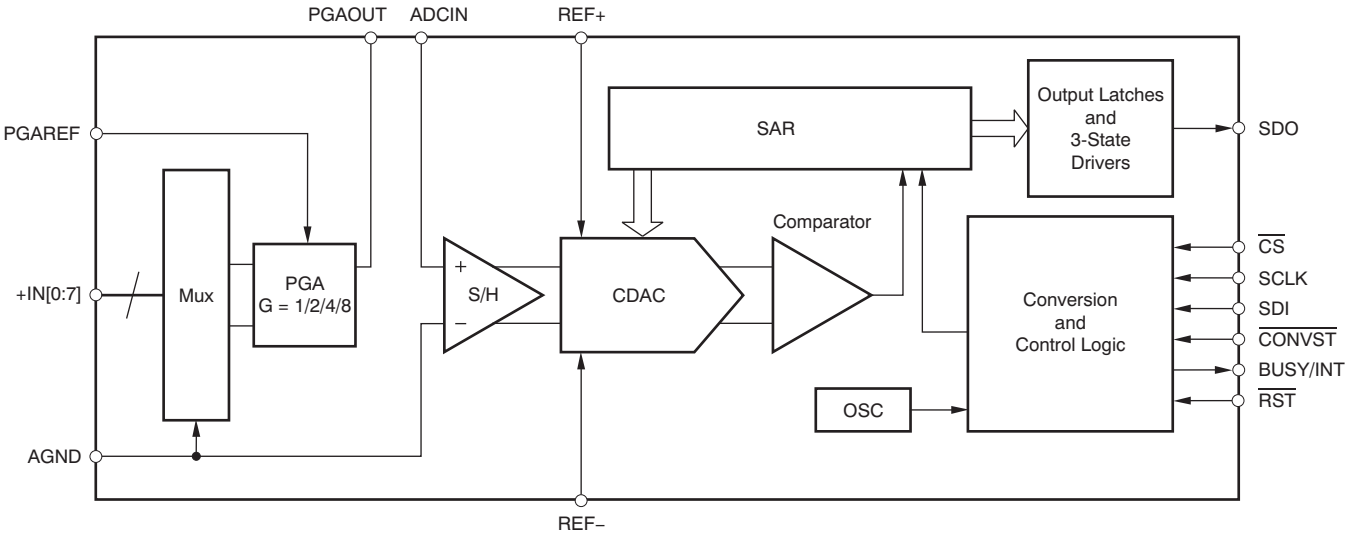 PGAOUT ADCIN REF+
PGAREF
SAR
Output Latches
and
3-State
Drivers
SDO
Comparator
+IN[0:7]
Mux
PGA
G = 1/2/4/8
+
S/H
−
CDAC
Conversion
and
Control Logic
CS
SCLK
SDI
CONVST
BUSY/INT
RST
OSC
AGND
REF−